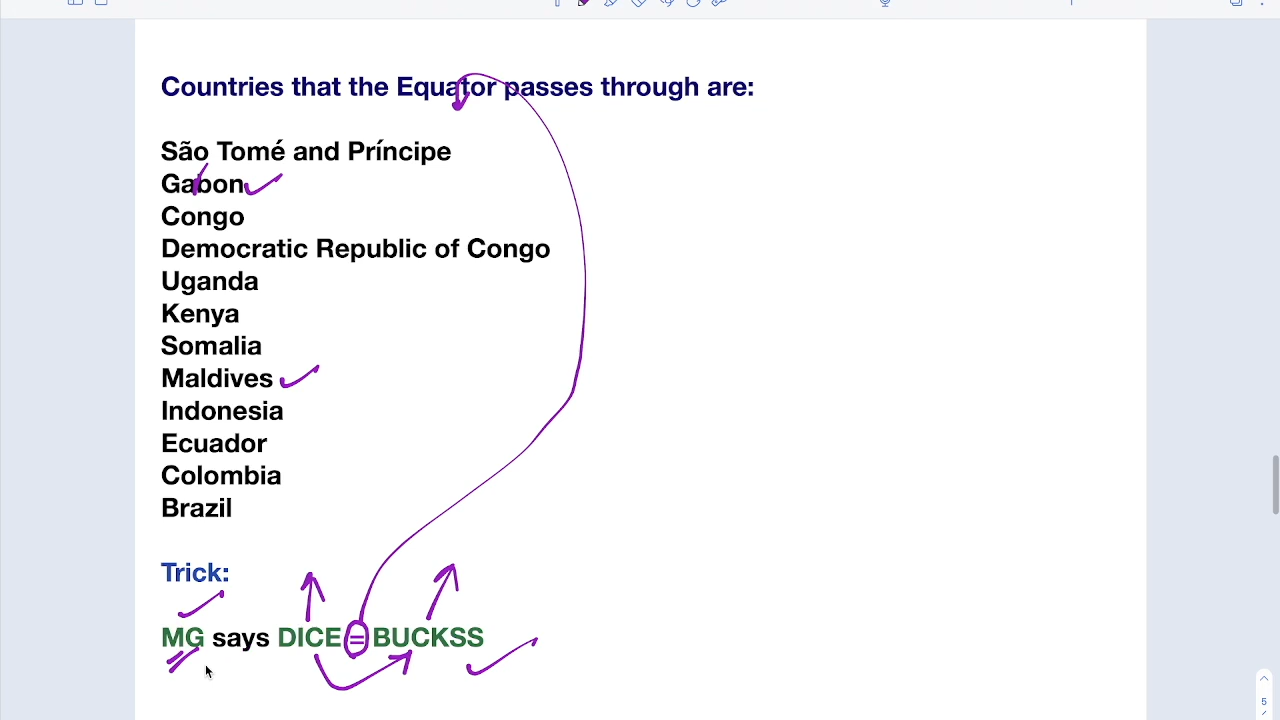 Countries that the Equator passes through are:
São Tomé and Príncipe
Gabon
Congo
Democratic Republic of Congo
Uganda
Kenya
Somalia
Maldives
Indonesia
Ecuador
Colombia
Brazil
Trick:
MG says DICE = BUCKSS
5